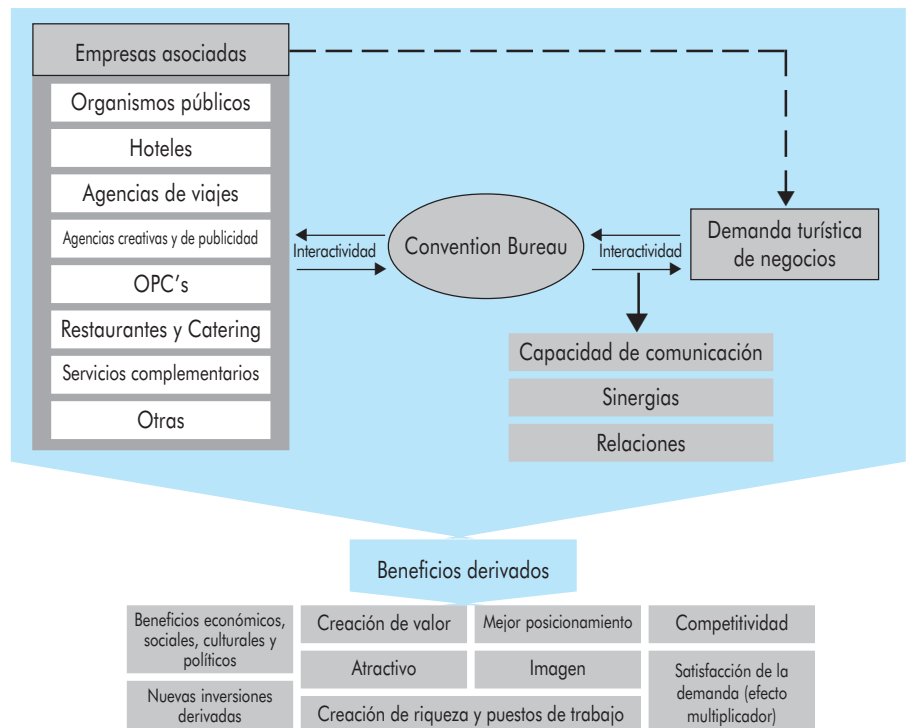 Empresas asociadas
Organismos públicos
Hoteles
Agencias de viajes
Agencias creativas y de publicidad
OPC’s
Restaurantes y Catering
Servicios complementarios
Otras
Interactividad
Convention Bureau
Interactividad
Demanda turística
de negocios
Capacidad de comunicación
Sinergias
Relaciones
Beneficios derivados
Beneficios económicos,
sociales, culturales y
políticos
Nuevas inversiones
derivadas
Creación de valor
Mejor posicionamiento
Atractivo
Imagen
Creación de riqueza y puestos de trabajo
Competitividad
Satisfacción de la
demanda (efecto
multiplicador)